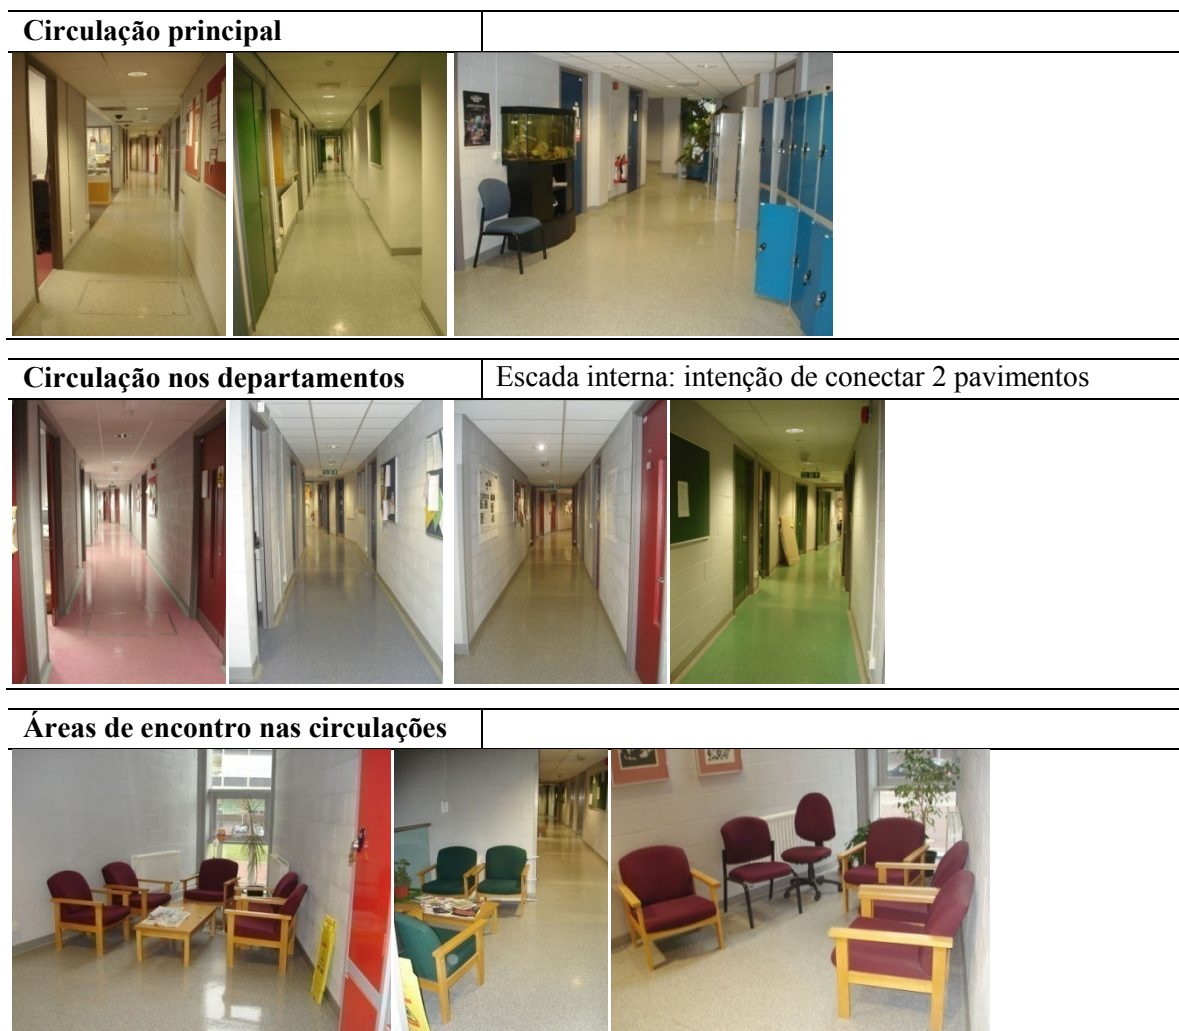 Circulação principal
Circulação nos departamentos
Escada interna: intenção de conectar 2 pavimentos
Áreas de encontro nas circulações